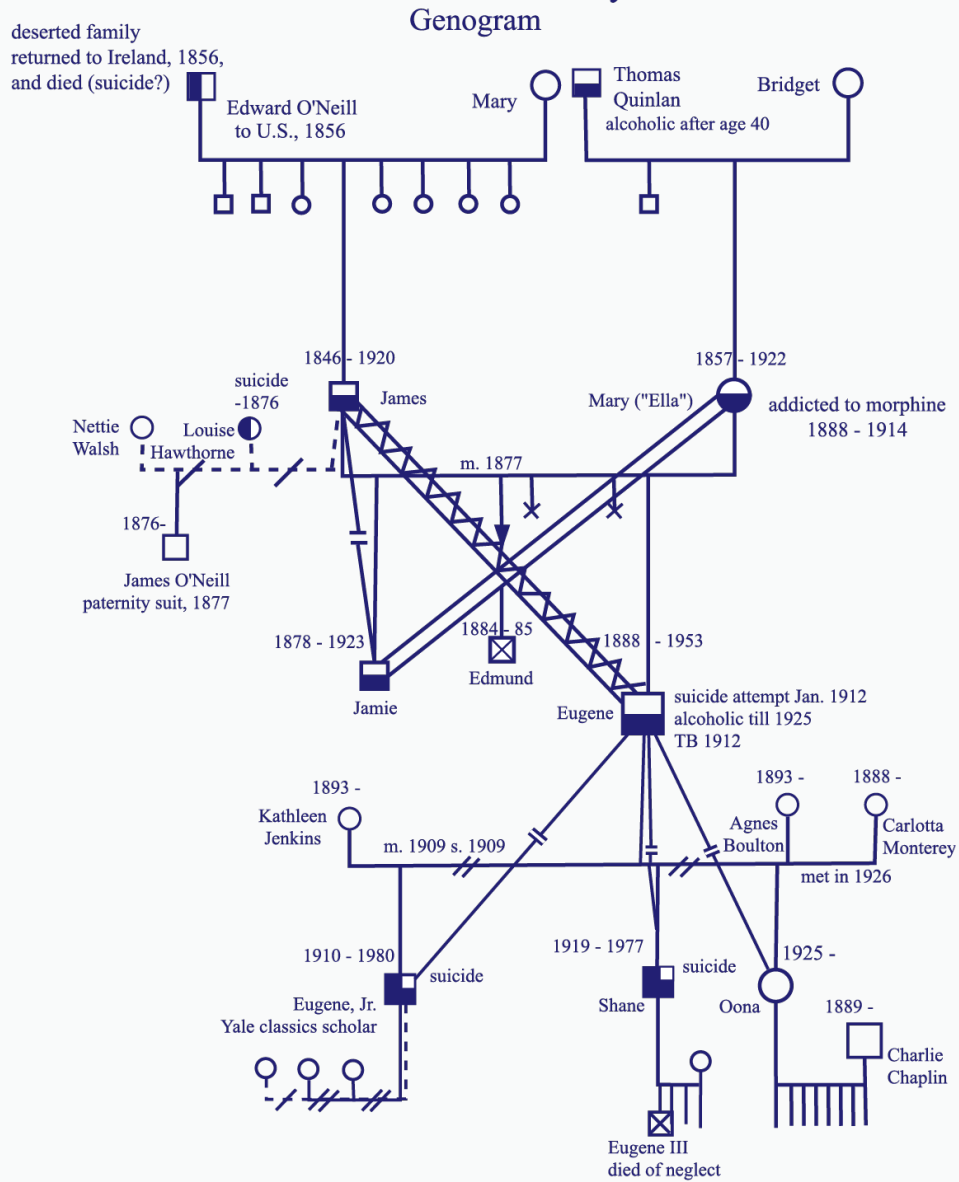 Genogram
deserted family
returned to Ireland, 1856,
and died (suicide?)
Edward O'Neill
to U.S., 1856
Mary
Thomas
Quinlan
alcoholic after age 40
Bridget
1846 - 1920
James
1857 - 1922
Mary ("Ella")
addicted to morphine
1888 - 1914
suicide
-1876
Nettie
Walsh
Louise
Hawthorne
m. 1877
1876-
James O'Neill
paternity suit, 1877
1878 - 1923
Jamie
1884 - 85
Edmund
1888 - 1953
Eugene
suicide attempt Jan. 1912
alcoholic till 1925
TB 1912
1893 -
Kathleen
Jenkins
m. 1909 s. 1909
1893 -
Agnes
Boulton
1888 -
Carlotta
Monterey
met in 1926
1910 - 1980
suicide
Eugene, Jr.
Yale classics scholar
1919 - 1977
suicide
Shane
1925 -
Oona
1889 -
Charlie
Chaplin
Eugene III
died of neglect